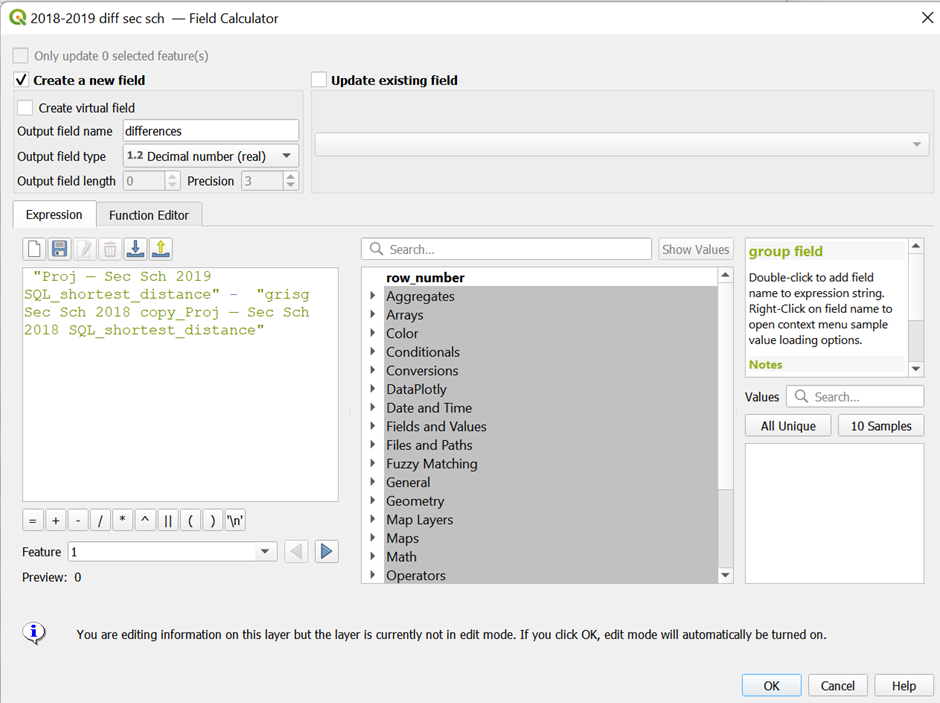 2018-2019 diff sec sch — Field Calculator
Only update 0 selected feature(s)
Create a new field
Update existing field
Create virtual field
Output field name differences
Output field type 1.2 Decimal number (real)
Output field length 0 Precision 3
Expression Function Editor
Search... Show Values
"Proj — Sec Sch 2019
SQL_shortest_distance" - "grisg
Sec Sch 2018 copy_Proj — Sec Sch
2018 SQL_shortest_distance"
= + - / * ^ || ( ) '\n'
Feature 1
Preview: 0
row_number
Aggregates
Arrays
Color
Conditionals
Conversions
DataPlotly
Date and Time
Fields and Values
Files and Paths
Fuzzy Matching
General
Geometry
Map Layers
Maps
Math
Operators
group field
Double-click to add field
name to expression string.
Right-Click on field name to
open context menu sample
value loading options.
Notes
Values Search...
All Unique 10 Samples
You are editing information on this layer but the layer is currently not in edit mode. If you click OK, edit mode will automatically be turned on.
OK Cancel Help